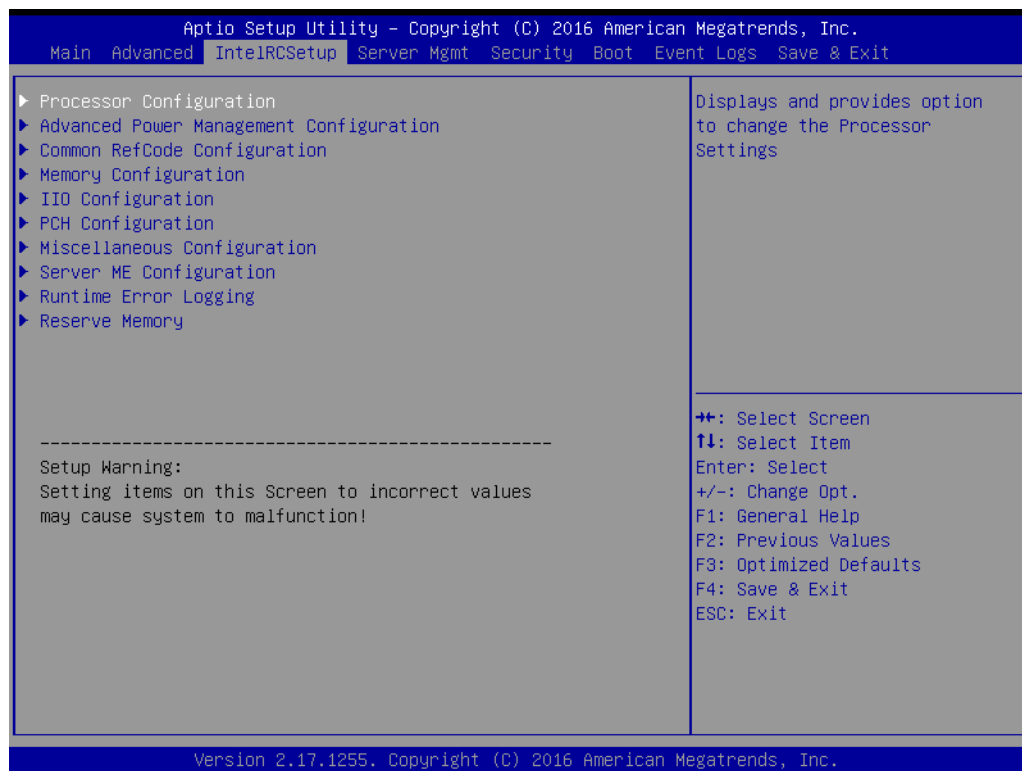 Aptio Setup Utility – Copyright (C) 2016 American Megatrends, Inc.
Main Advanced IntelRCSetup Server Mgmt Security Boot Event Logs Save & Exit
Processor Configuration
Advanced Power Management Configuration
Common RefCode Configuration
Memory Configuration
IIO Configuration
PCH Configuration
Miscellaneous Configuration
Server ME Configuration
Runtime Error Logging
Reserve Memory
--------------------------------------------------
Setup Warning:
Setting items on this Screen to incorrect values
may cause system to malfunction!
Displays and provides option
to change the Processor
Settings
→←: Select Screen
↑↓: Select Item
Enter: Select
+/-: Change Opt.
F1: General Help
F2: Previous Values
F3: Optimized Defaults
F4: Save & Exit
ESC: Exit
Version 2.17.1255. Copyright (C) 2016 American Megatrends, Inc.